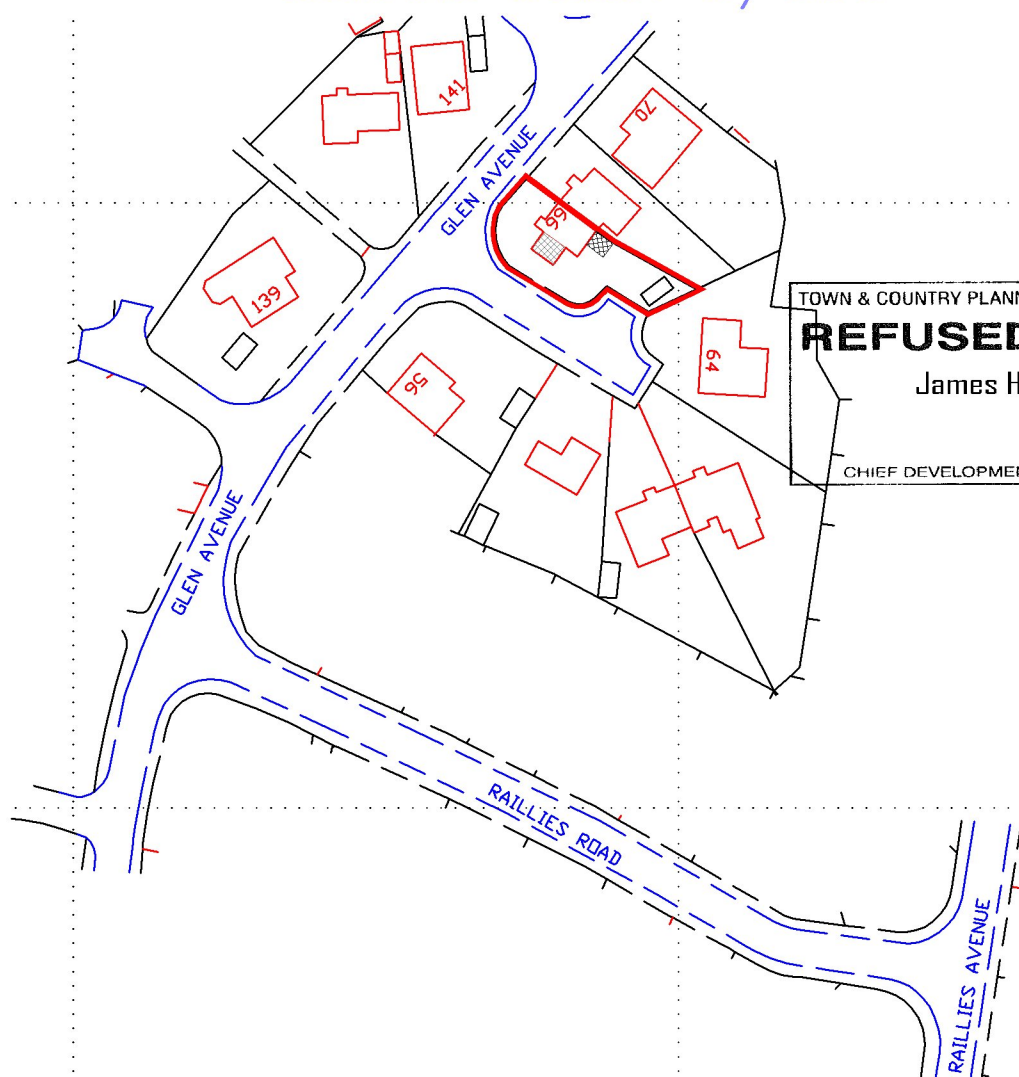 141
70
GLEN AVENUE
66
139
TOWN & COUNTRY PLANN
REFUSED
James H
CHIEF DEVELOPME
64
56
GLEN AVENUE
RAILLIES ROAD
RAILLIES AVENUE